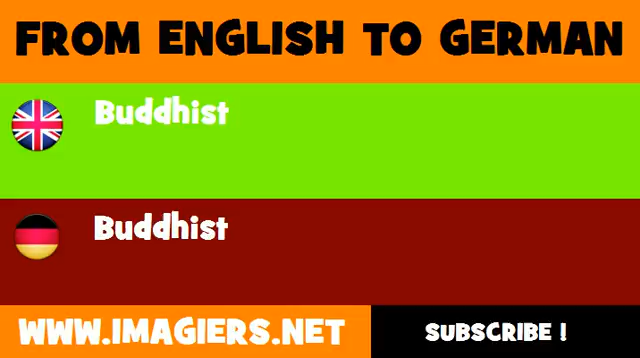 FROM ENGLISH TO GERMAN
Buddhist
Buddhist
WWW.IMAGIERS.NET
SUBSCRIBE !